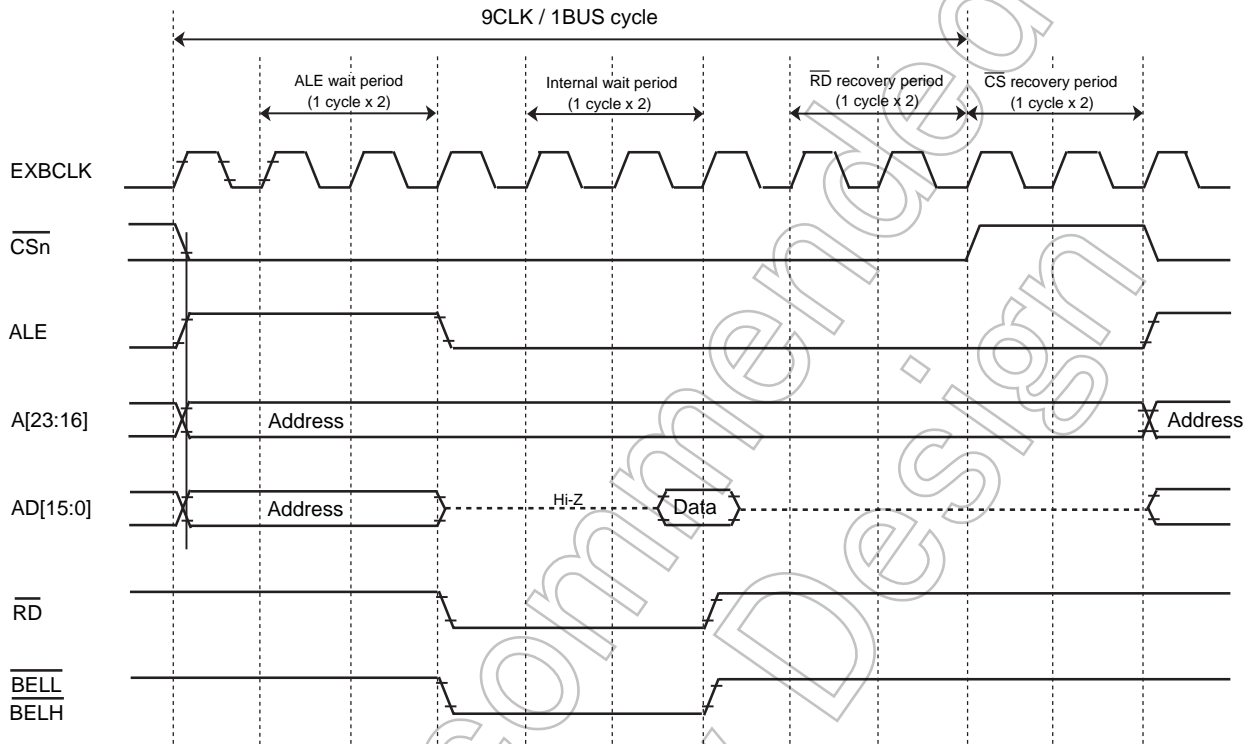 9CLK / 1BUS cycle
ALE wait period
(1 cycle x 2)
Internal wait period
(1 cycle x 2)
RD recovery period
(1 cycle x 2)
CS recovery period
(1 cycle x 2)
EXBCLK
CSn
ALE
A[23:16]
Address
Address
AD[15:0]
Address
Hi-Z
Data
RD
BELL
BELH
ommended
Design